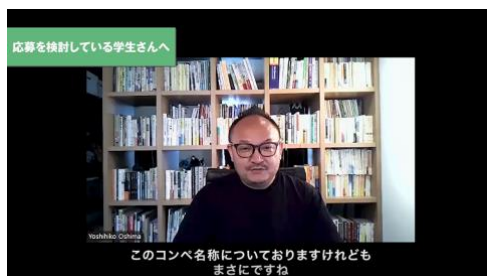 応募を検討している学生さんへ
Yoshihiko Oshima
このコンペ名称についておりますけれども
まさにですね